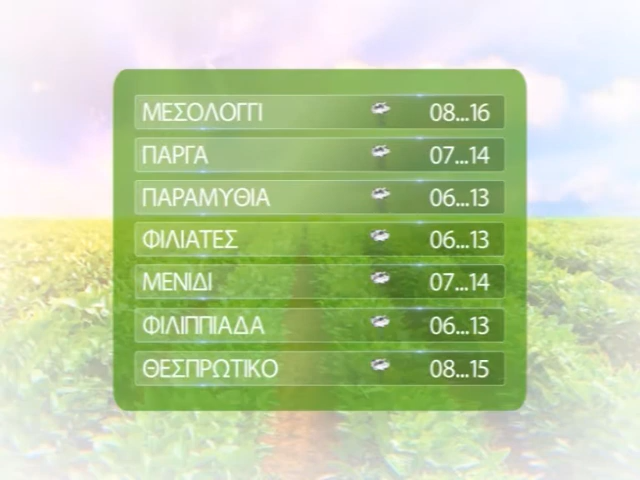 ΜΕΣΟΛΟΓΓΙ 08...16
ΠΑΡΓΑ 07...14
ΠΑΡΑΜΥΘΙΑ 06...13
ΦΙΛΙΑΤΕΣ 06...13
ΜΕΝΙΔΙ 07...14
ΦΙΛΙΠΠΙΑΔΑ 06...13
ΘΕΣΠΡΩΤΙΚΟ 08...15